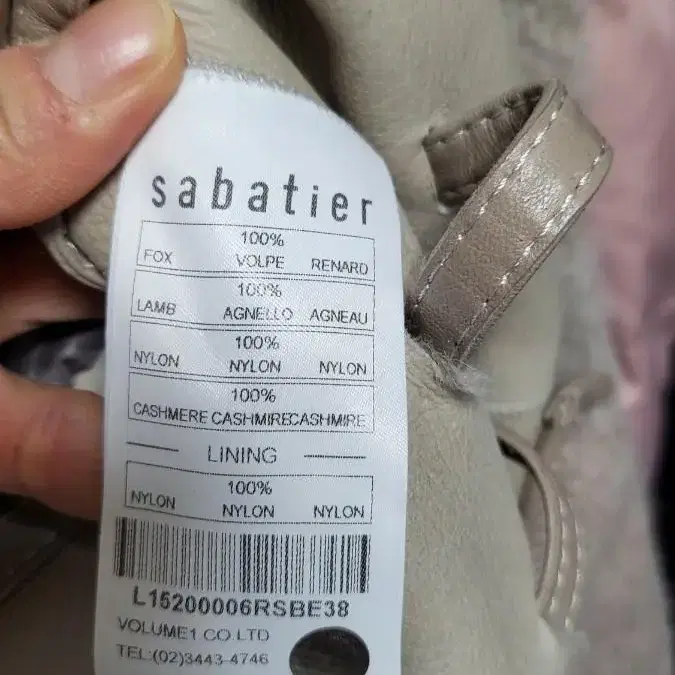 sabatier
100%
FOX VOLPE RENARD
100%
LAMB AGNELLO AGNEAU
100%
NYLON NYLON NYLON
100%
CASHMERE CASHMIRECASHMIRE
LINING
100%
NYLON NYLON NYLON
L15200006RSBE38
VOLUME1 CO LTD
TEL:(02)3443-4746